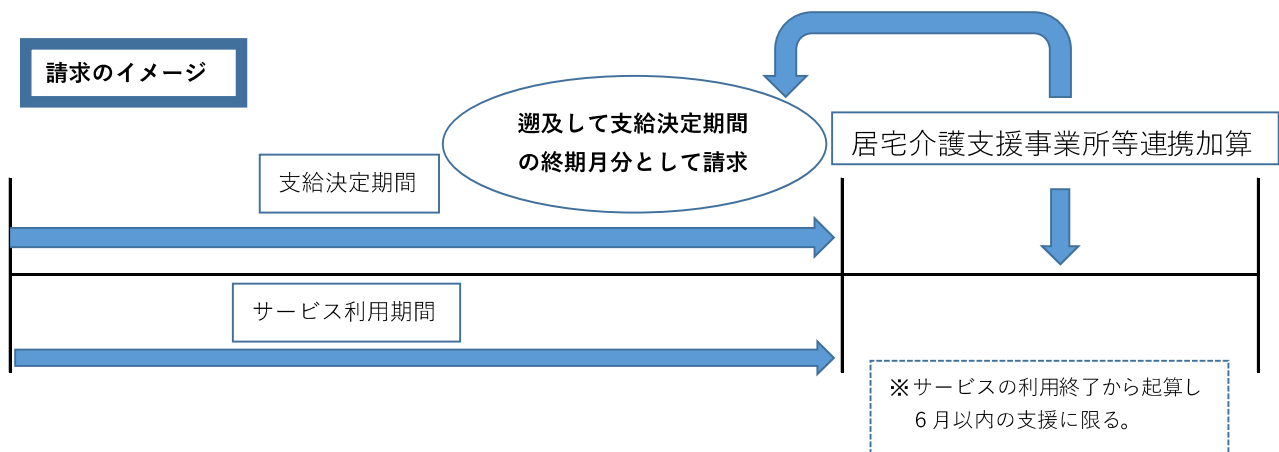 請求のイメージ
遡及して支給決定期間
の終期月分として請求
居宅介護支援事業所等連携加算
支給決定期間
サービス利用期間
※サービスの利用終了から起算し
6月以内の支援に限る。